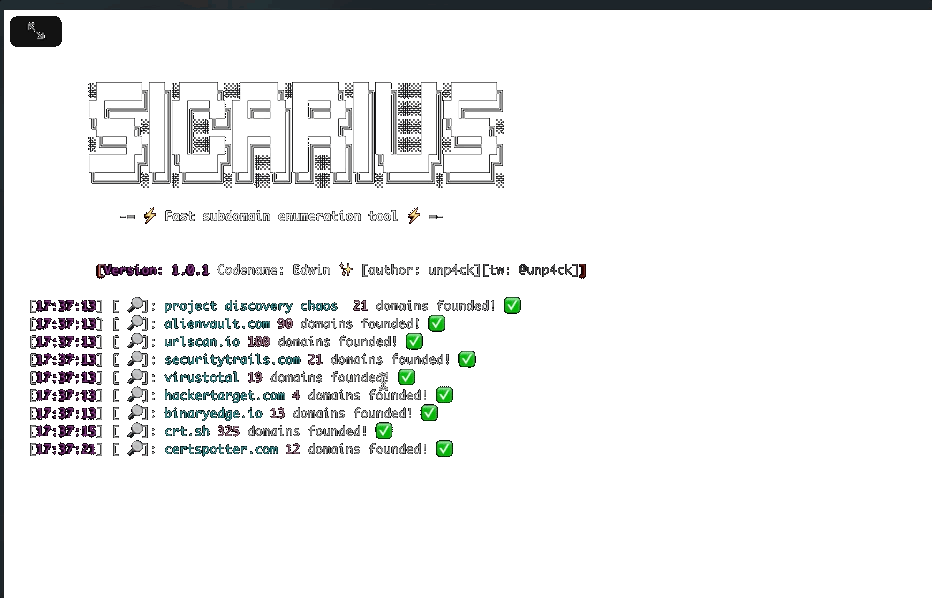 SICARIUS
⚡ Fast subdomain enumeration tool ⚡
[Version: 1.0.1 Codename: Edwin ✨ [author: unp4ck][tw: @unp4ck]]
[17:37:13] [ 🔎]: project discovery chaos 21 domains founded! ✅
[17:37:13] [ 🔎]: alienvault.com 90 domains founded! ✅
[17:37:13] [ 🔎]: urlscan.io 100 domains founded! ✅
[17:37:13] [ 🔎]: securitytrails.com 21 domains founded! ✅
[17:37:13] [ 🔎]: virustotal 19 domains founded! ✅
[17:37:13] [ 🔎]: hackertarget.com 4 domains founded! ✅
[17:37:13] [ 🔎]: binaryedge.io 13 domains founded! ✅
[17:37:15] [ 🔎]: crt.sh 325 domains founded! ✅
[17:37:21] [ 🔎]: certspotter.com 12 domains founded! ✅